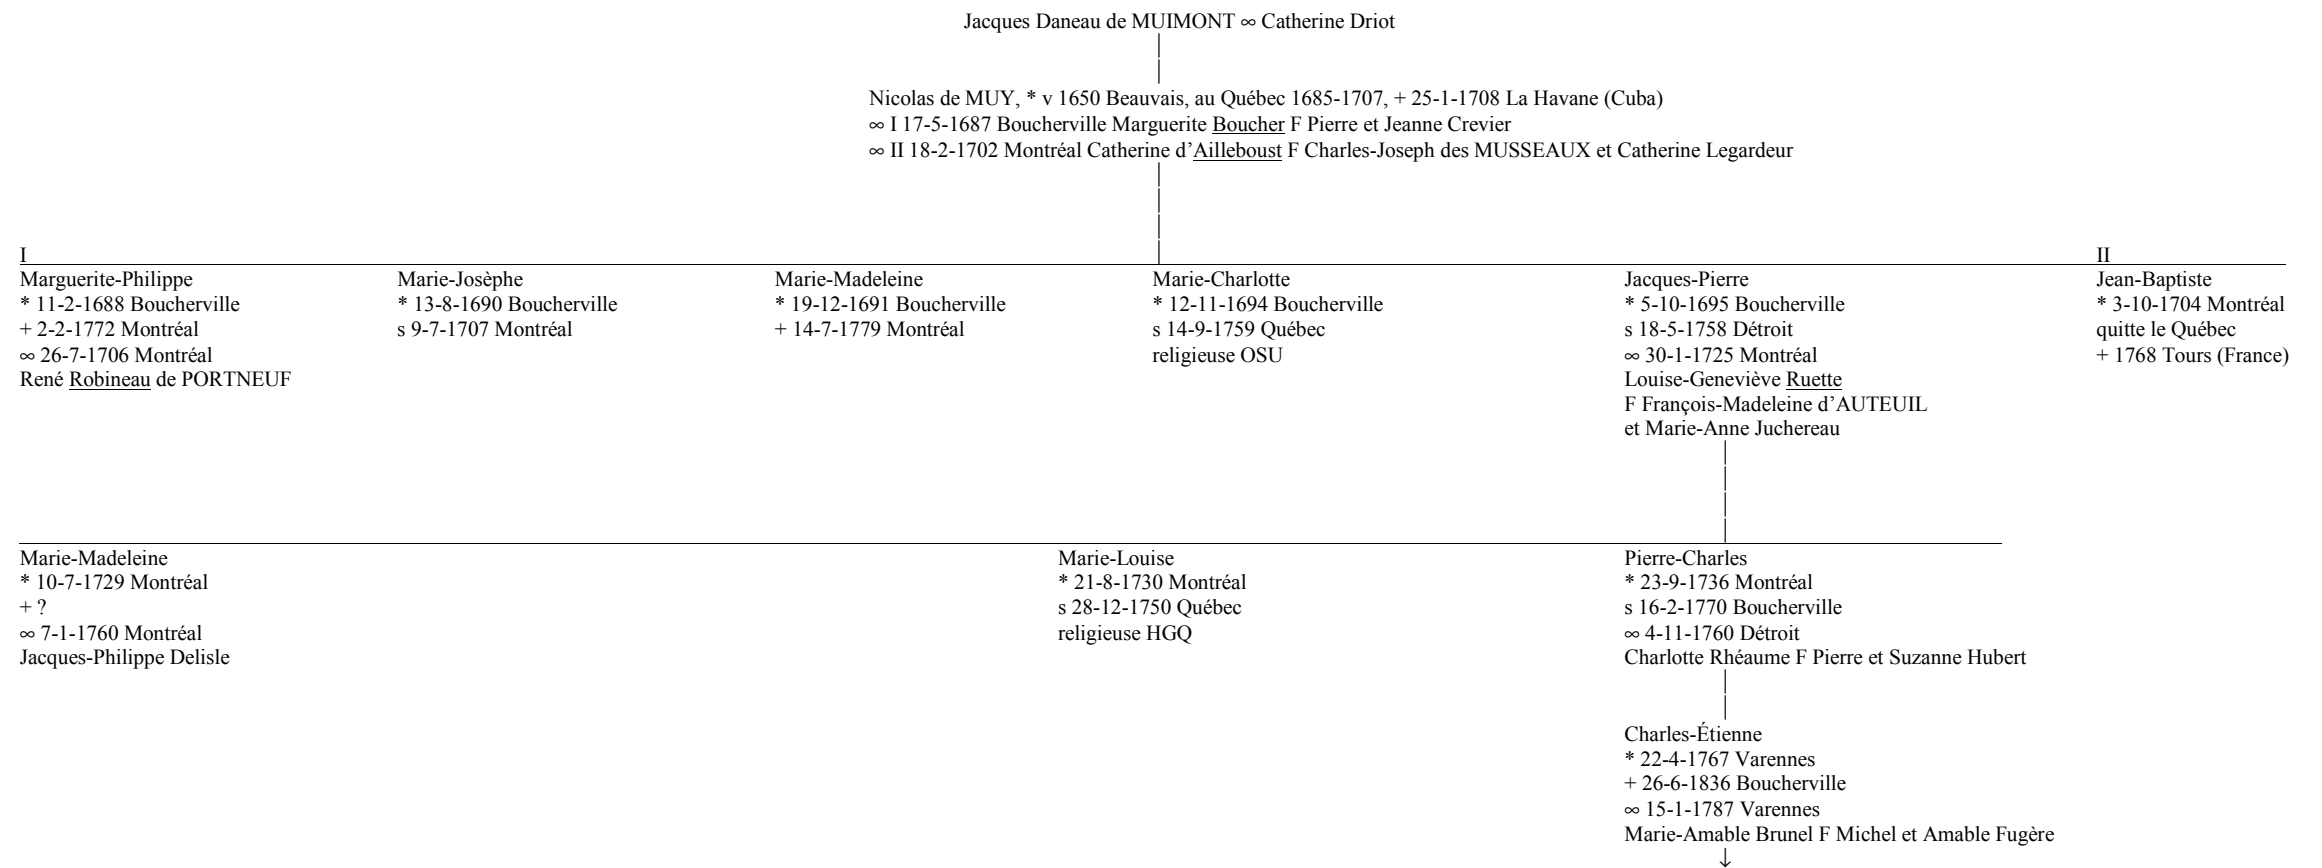 Jacques Daneau de MUIMONT ∞ Catherine Driot
Nicolas de MUY, * v 1650 Beauvais, au Québec 1685-1707, + 25-1-1708 La Havane (Cuba)
∞ I 17-5-1687 Boucherville Marguerite Boucher F Pierre et Jeanne Crevier
∞ II 18-2-1702 Montréal Catherine d’Ailleboust F Charles-Joseph des MUSSEAUX et Catherine Legardeur
I
Marguerite-Philippe
* 11-2-1688 Boucherville
+ 2-2-1772 Montréal
∞ 26-7-1706 Montréal
René Robineau de PORTNEUF
Marie-Josèphe
* 13-8-1690 Boucherville
s 9-7-1707 Montréal
Marie-Madeleine
* 19-12-1691 Boucherville
+ 14-7-1779 Montréal
Marie-Charlotte
* 12-11-1694 Boucherville
s 14-9-1759 Québec
religieuse OSU
Jacques-Pierre
* 5-10-1695 Boucherville
s 18-5-1758 Détroit
∞ 30-1-1725 Montréal
Louise-Geneviève Ruette
F François-Madeleine d’AUTEUIL
et Marie-Anne Juchereau
II
Jean-Baptiste
* 3-10-1704 Montréal
quitte le Québec
+ 1768 Tours (France)
Marie-Madeleine
* 10-7-1729 Montréal
+ ?
∞ 7-1-1760 Montréal
Jacques-Philippe Delisle
Marie-Louise
* 21-8-1730 Montréal
s 28-12-1750 Québec
religieuse HGQ
Pierre-Charles
* 23-9-1736 Montréal
s 16-2-1770 Boucherville
∞ 4-11-1760 Détroit
Charlotte Rhéaume F Pierre et Suzanne Hubert
Charles-Étienne
* 22-4-1767 Varennes
+ 26-6-1836 Boucherville
∞ 15-1-1787 Varennes
Marie-Amable Brunel F Michel et Amable Fugère
↓